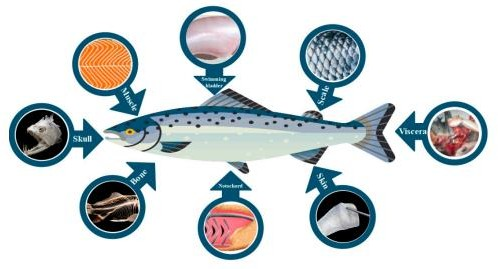 Swimming
bladder
Muscle
Scale
Skull
Viscera
Bone
Notochord
Skin